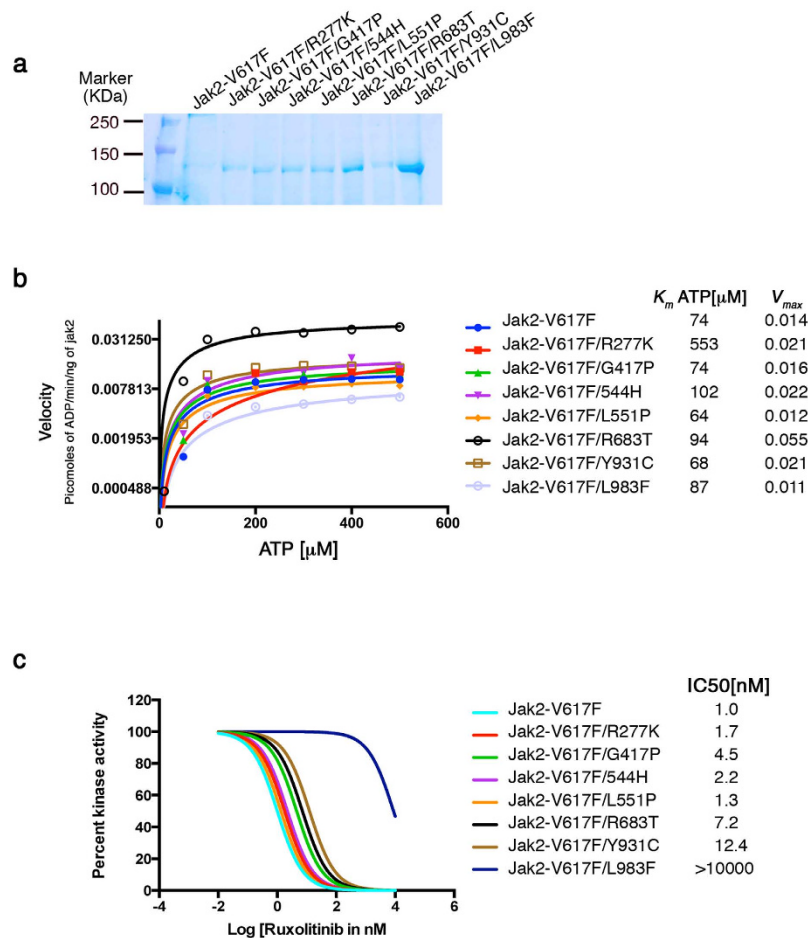 a
Marker
(KDa)
Jak2-V617F
Jak2-V617F/R277K
Jak2-V617F/G417P
Jak2-V617F/544H
Jak2-V617F/L551P
Jak2-V617F/R683T
Jak2-V617F/Y931C
Jak2-V617F/L983F
250
150
100
b
Velocity
Picomoles of ADP/min/ng of jak2
0.031250
0.007813
0.001953
0.000488
0 200 400 600
ATP [µM]
Km ATP[µM] Vmax
Jak2-V617F 74 0.014
Jak2-V617F/R277K 553 0.021
Jak2-V617F/G417P 74 0.016
Jak2-V617F/544H 102 0.022
Jak2-V617F/L551P 64 0.012
Jak2-V617F/R683T 94 0.055
Jak2-V617F/Y931C 68 0.021
Jak2-V617F/L983F 87 0.011
c
Percent kinase activity
120
100
80
60
40
20
0
-4 -2 0 2 4 6
Log [Ruxolitinib in nM
IC50[nM]
Jak2-V617F 1.0
Jak2-V617F/R277K 1.7
Jak2-V617F/G417P 4.5
Jak2-V617F/544H 2.2
Jak2-V617F/L551P 1.3
Jak2-V617F/R683T 7.2
Jak2-V617F/Y931C 12.4
Jak2-V617F/L983F >10000